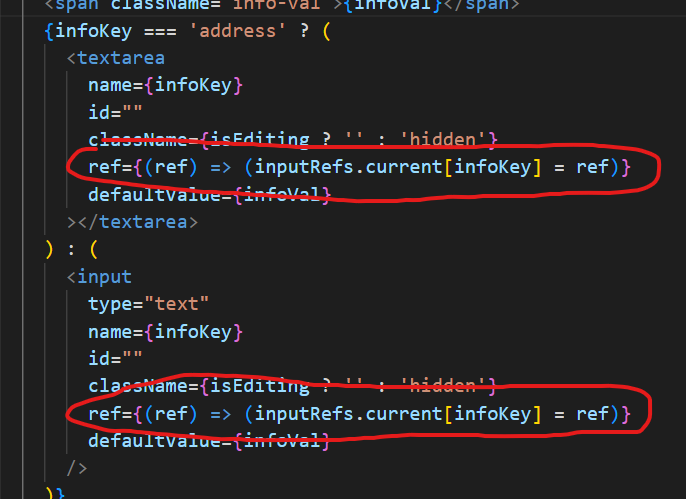 <span className="info-val">{infoVal}</span>
{infoKey === 'address' ? (
<textarea
name={infoKey}
id=""
className={isEditing ? '' : 'hidden'}
ref={(ref) => (inputRefs.current[infoKey] = ref)}
defaultValue={infoVal}
></textarea>
) : (
<input
type="text"
name={infoKey}
id=""
className={isEditing ? '' : 'hidden'}
ref={(ref) => (inputRefs.current[infoKey] = ref)}
defaultValue={infoVal}
/>
)}